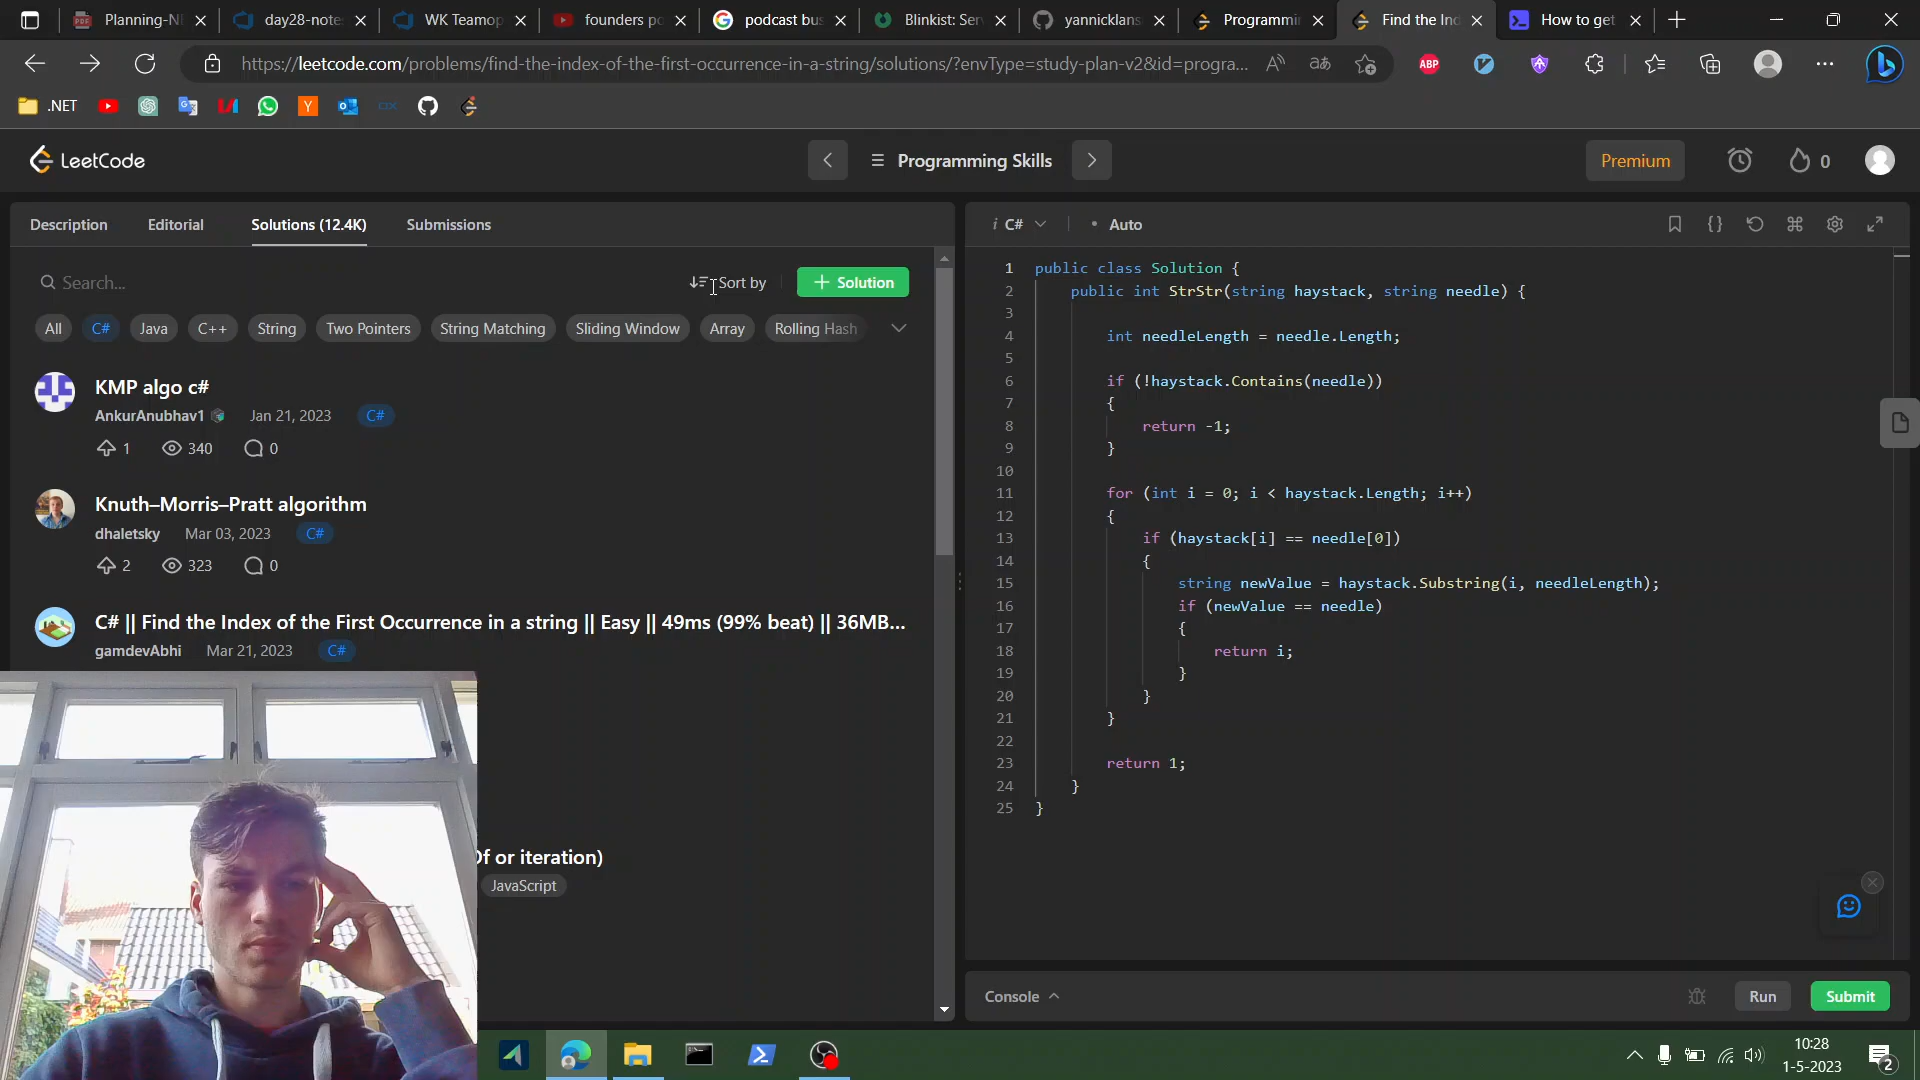 Planning-N
day28-note
WK Teamop
founders po
podcast bus
Blinkist: Ser
yannicklans
Programmi
Find the Ind
How to get
https://leetcode.com/problems/find-the-index-of-the-first-occurrence-in-a-string/solutions/?envType=study-plan-v2&id=progra...
ABP
.NET
LeetCode
Programming Skills
Premium
0
Description
Editorial
Solutions (12.4K)
Submissions
Search...
Sort by
Solution
All
C#
Java
C++
String
Two Pointers
String Matching
Sliding Window
Array
Rolling Hash
KMP algo c#
AnkurAnubhav1
Jan 21, 2023
C#
1
340
0
Knuth–Morris–Pratt algorithm
dhaletsky
Mar 03, 2023
C#
2
323
0
C# || Find the Index of the First Occurrence in a string || Easy || 49ms (99% beat) || 36MB...
gamdevAbhi
Mar 21, 2023
C#
Of or iteration)
JavaScript
i C#
• Auto
1 public class Solution {
2 public int StrStr(string haystack, string needle) {
3
4 int needleLength = needle.Length;
5
6 if (!haystack.Contains(needle))
7 {
8 return -1;
9 }
10
11 for (int i = 0; i < haystack.Length; i++)
12 {
13 if (haystack[i] == needle[0])
14 {
15 string newValue = haystack.Substring(i, needleLength);
16 if (newValue == needle)
17 {
18 return i;
19 }
20 }
21 }
22
23 return 1;
24 }
25 }
Console
Run
Submit
10:28
1-5-2023
2